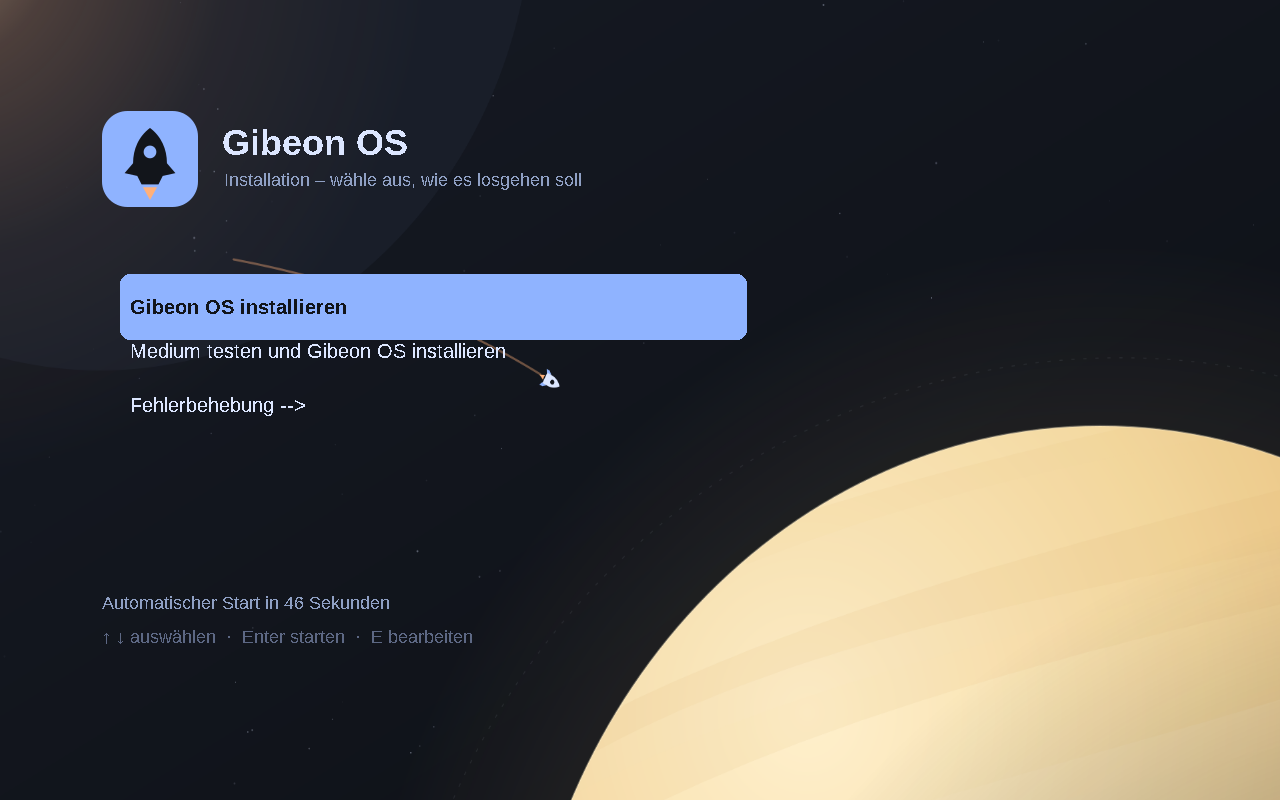 Gibeon OS
Installation – wähle aus, wie es losgehen soll
Gibeon OS installieren
Medium testen und Gibeon OS installieren
Fehlerbehebung -->
Automatischer Start in 46 Sekunden
↑ ↓ auswählen · Enter starten · E bearbeiten